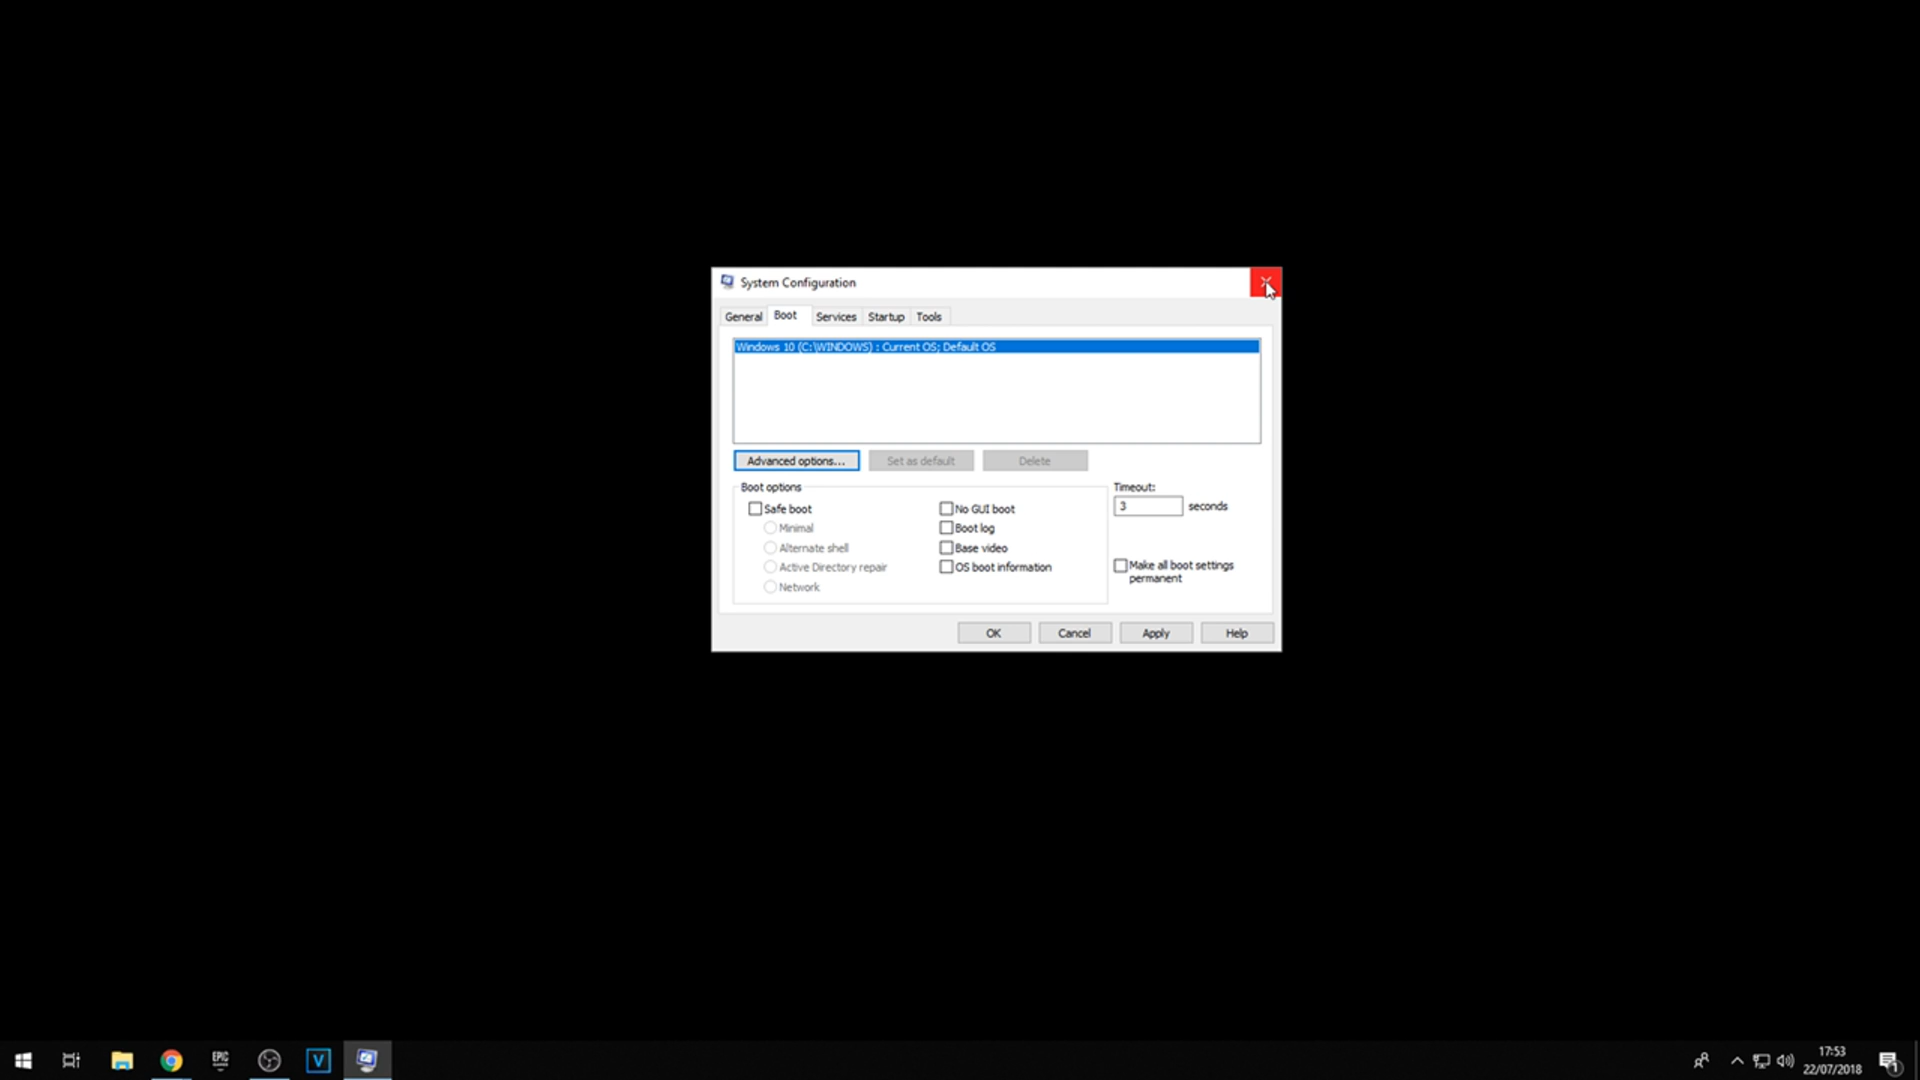 System Configuration
General Boot Services Startup Tools
Windows 10 (C:\WINDOWS) : Current OS; Default OS
Advanced options... Set as default Delete
Boot options
Timeout:
Safe boot No GUI boot
3 seconds
Minimal Boot log
Alternate shell Base video
Active Directory repair OS boot information
Make all boot settings
permanent
Network
OK Cancel Apply Help
EPIC
V
17:53
22/07/2018
1